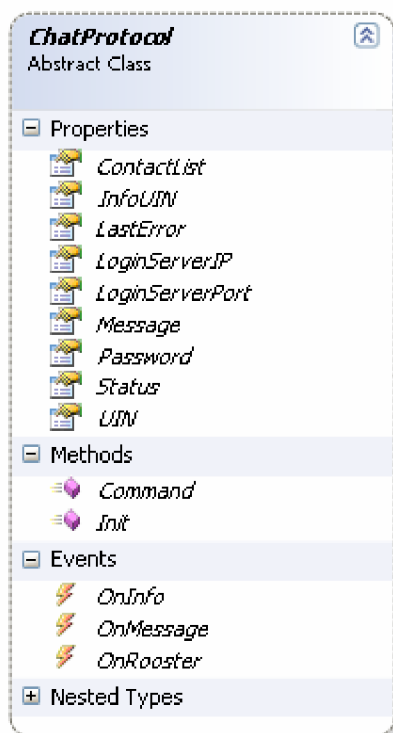 ChatProtocol
Abstract Class
Properties
ContactList
InfoUIN
LastError
LoginServerIP
LoginServerPort
Message
Password
Status
UIN
Methods
Command
Init
Events
OnInfo
OnMessage
OnRooster
Nested Types